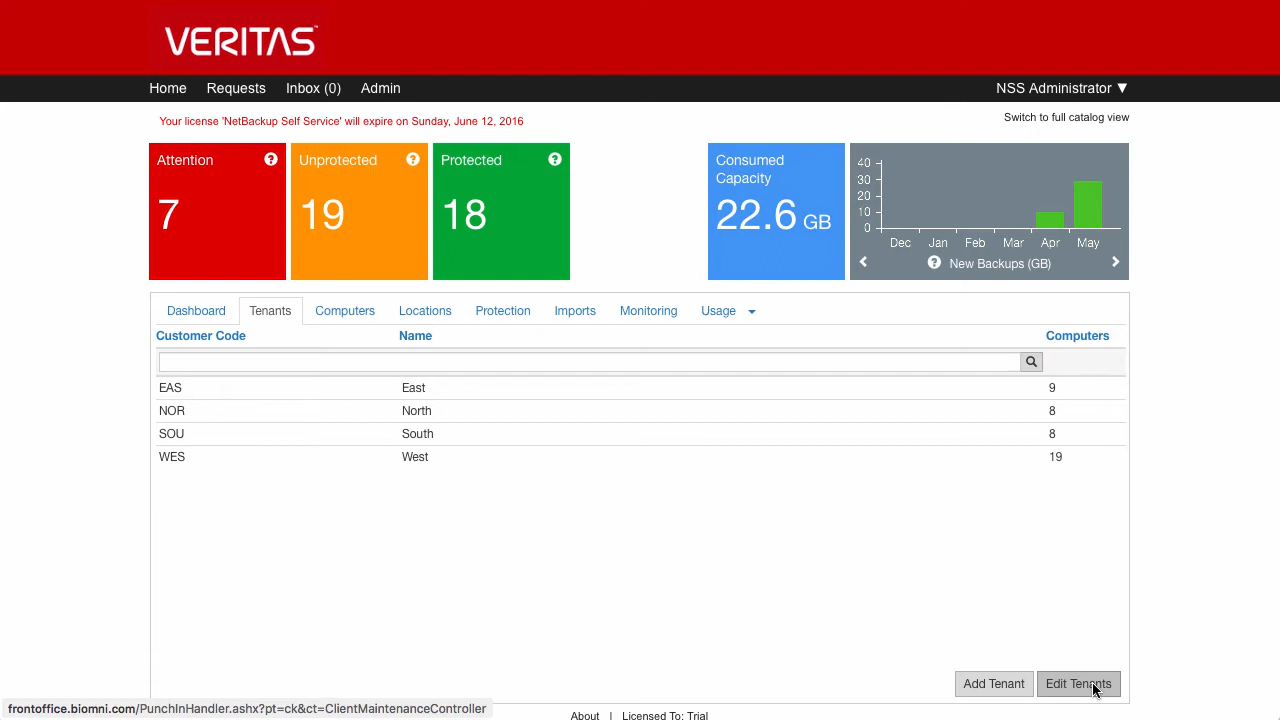 VERITAS™
Home Requests Inbox (0) Admin NSS Administrator ▼
Your license 'NetBackup Self Service' will expire on Sunday, June 12, 2016
Switch to full catalog view
Attention ?
7
Unprotected ?
19
Protected ?
18
Consumed
Capacity
22.6 GB
40
30
20
10
0
Dec Jan Feb Mar Apr May
? New Backups (GB)
Dashboard Tenants Computers Locations Protection Imports Monitoring Usage
Customer Code Name Computers
EAS East 9
NOR North 8
SOU South 8
WES West 19
Add Tenant Edit Tenants
frontoffice.biomni.com/PunchInHandler.ashx?pt=ck&ct=ClientMaintenanceController
About | Licensed To: Trial